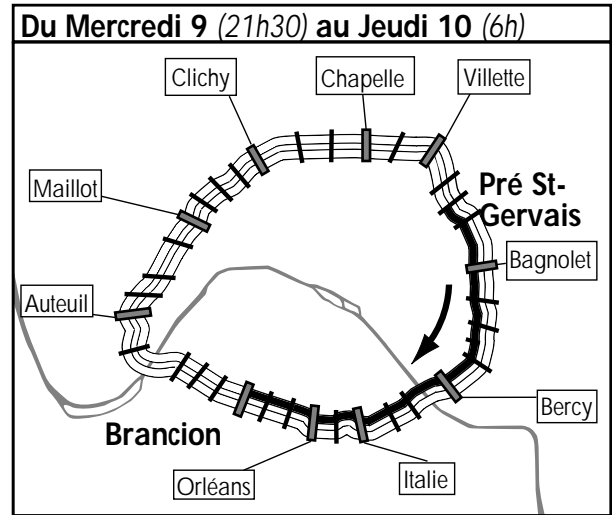 Du Mercredi 9 (21h30) au Jeudi 10 (6h)
Clichy
Chapelle
Villette
Maillot
Pré St-
Gervais
Bagnolet
Auteuil
Bercy
Brancion
Italie
Orléans